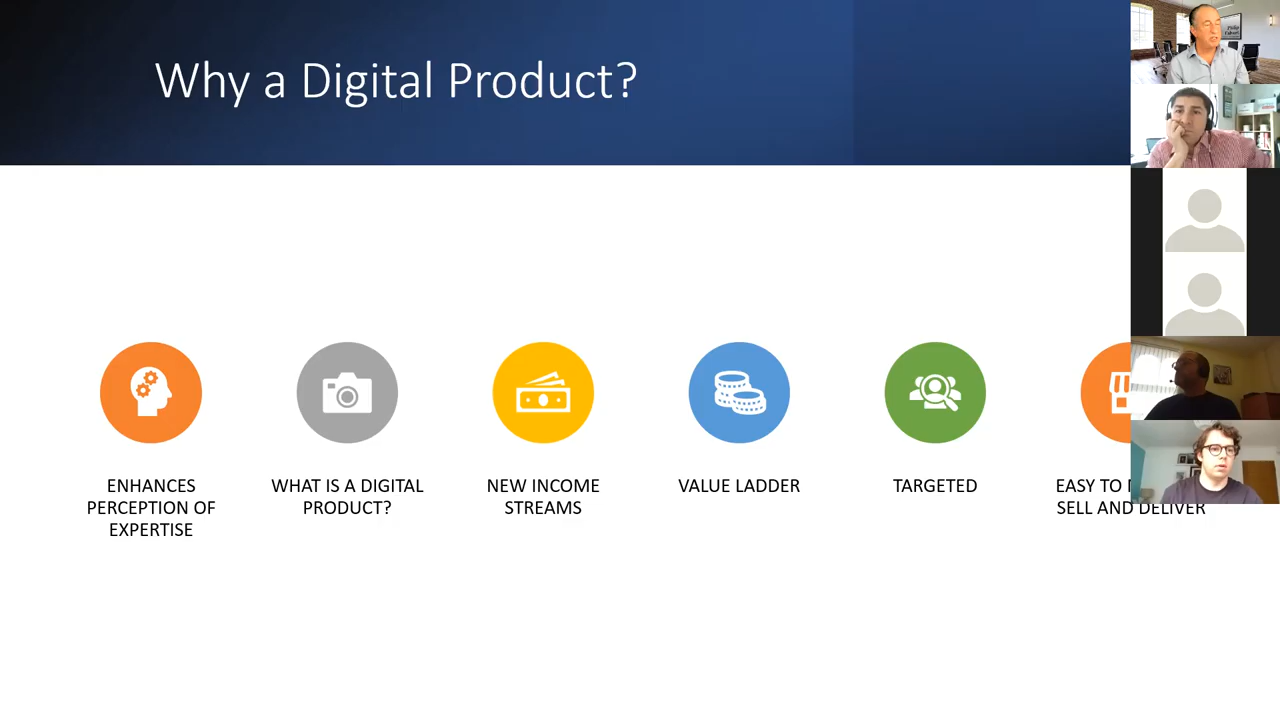 Why a Digital Product?
ENHANCES
PERCEPTION OF
EXPERTISE
WHAT IS A DIGITAL
PRODUCT?
NEW INCOME
STREAMS
VALUE LADDER
TARGETED
EASY TO
SELL AND DELIVER